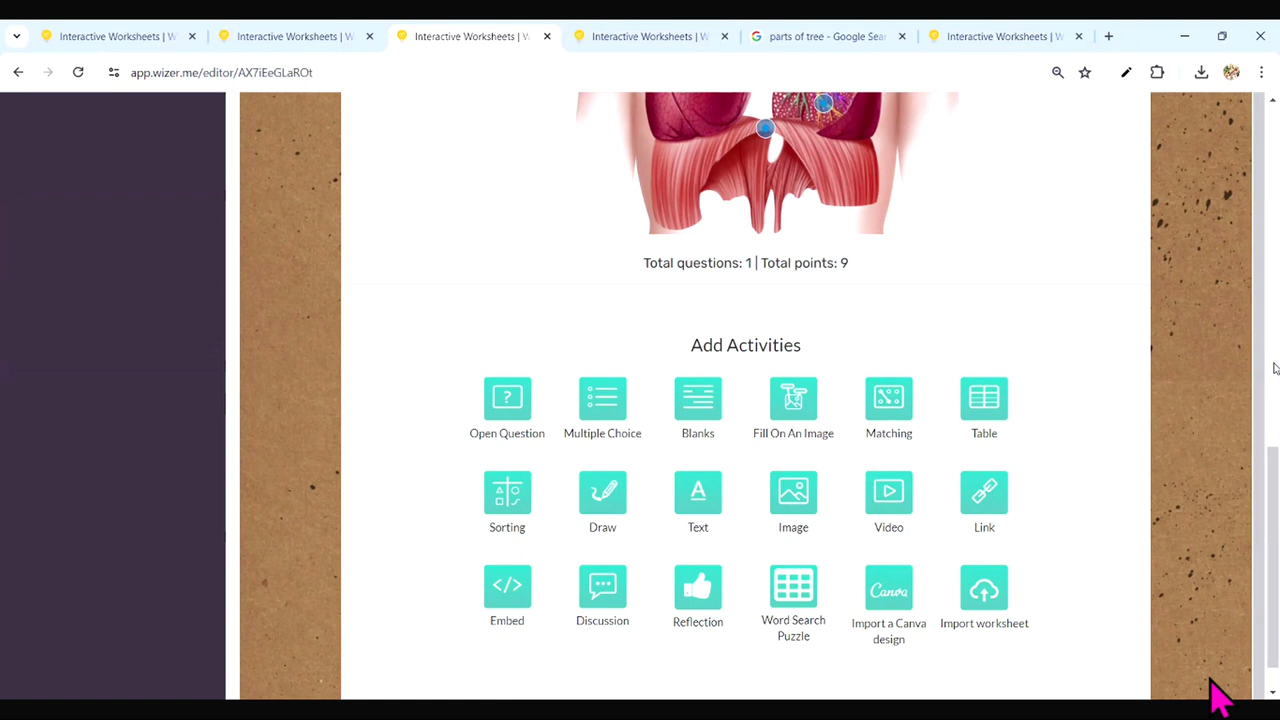 Interactive Worksheets | W
Interactive Worksheets | W
Interactive Worksheets | W
Interactive Worksheets | W
parts of tree - Google Sear
Interactive Worksheets | W
app.wizer.me/editor/AX7iEeGLaROt
Total questions: 1 | Total points: 9
Add Activities
Open Question
Multiple Choice
Blanks
Fill On An Image
Matching
Table
Sorting
Draw
Text
Image
Video
Link
Embed
Discussion
Reflection
Word Search
Puzzle
Canva
Import a Canva
design
Import worksheet